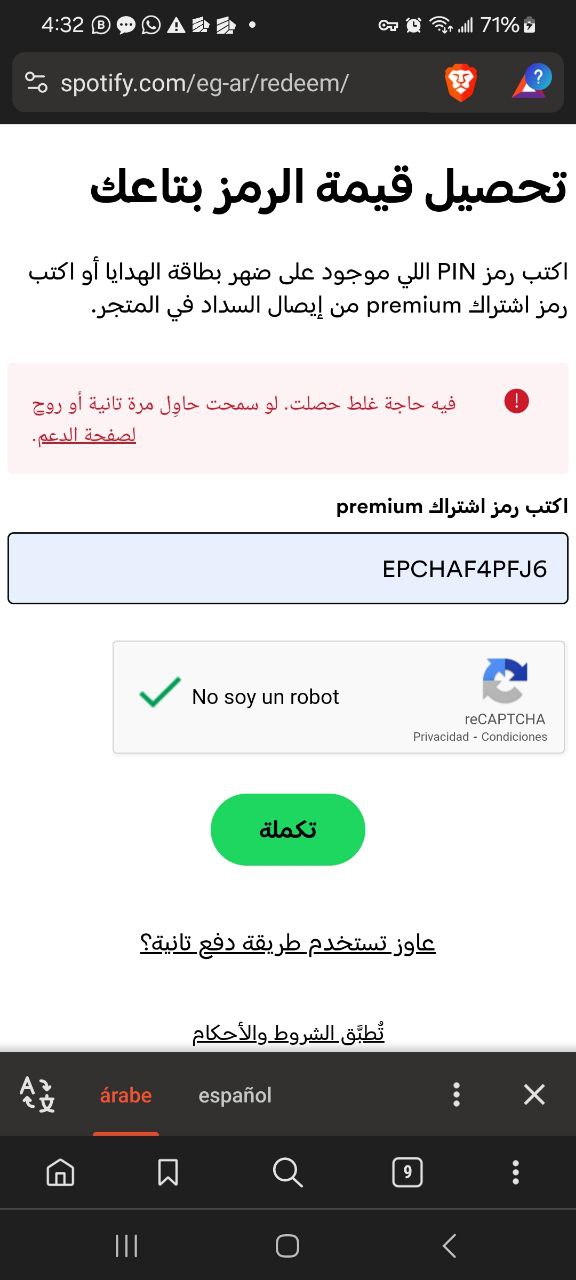 4:32
71%
spotify.com/eg-ar/redeem/
تحصيل قيمة الرمز بتاعك
اكتب رمز PIN اللي موجود على ضهر بطاقة الهدايا أو اكتب
رمز اشتراك premium من إيصال السداد في المتجر.
فيه حاجة غلط حصلت. لو سمحت حاوِل مرة تانية أو روح
لصفحة الدعم.
اكتب رمز اشتراك premium
EPCHAF4PFJ6
No soy un robot
reCAPTCHA
Privacidad - Condiciones
تكملة
عاوز تستخدم طريقة دفع تانية؟
تُطبَّق الشروط والأحكام
árabe español
9